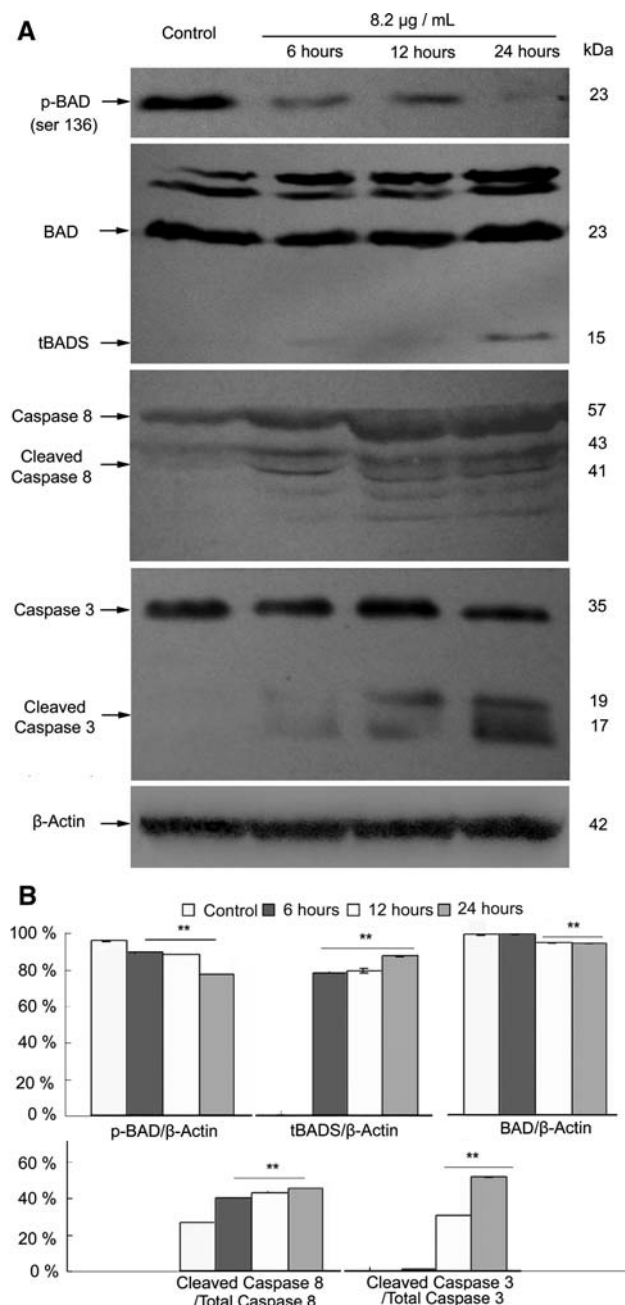 A
Control
8.2 µg / mL
6 hours 12 hours 24 hours
kDa
p-BAD
(ser 136)
23
BAD
23
tBADS
15
Caspase 8
57
43
Cleaved
Caspase 8
41
Caspase 3
35
19
Cleaved
Caspase 3
17
β-Actin
42
B
Control 6 hours 12 hours 24 hours
100 %
80 %
60 %
40 %
20 %
0 %
**
**
**
p-BAD/β-Actin tBADS/β-Actin BAD/β-Actin
60 %
40 %
20 %
0 %
**
**
Cleaved Caspase 8
/Total Caspase 8
Cleaved Caspase 3
/Total Caspase 3